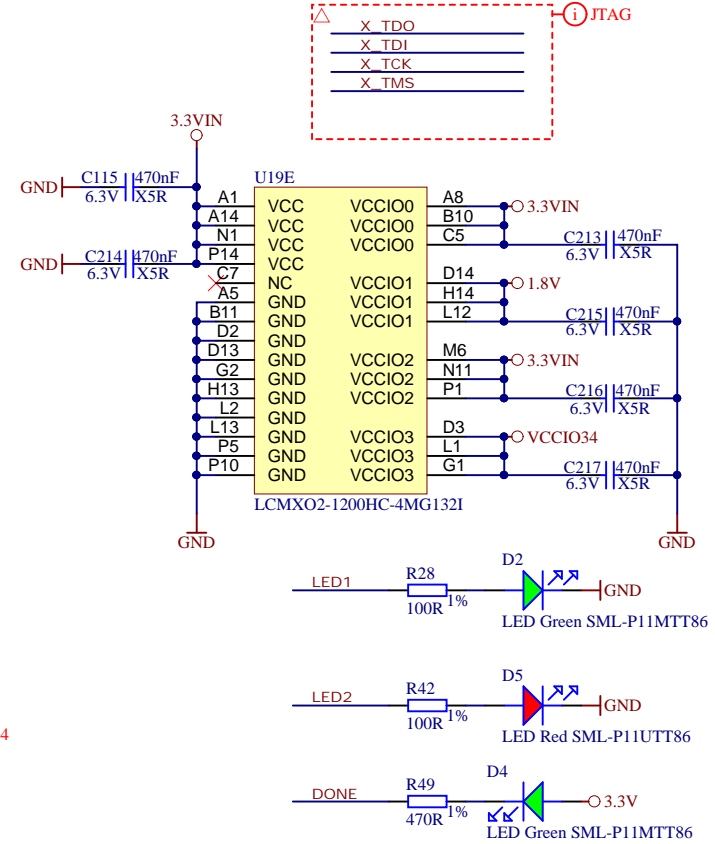 JTAG
X_TDO
X_TDI
X_TCK
X_TMS
3.3VIN
U19E
GND C115 470nF
6.3V X5R
GND C214 470nF
6.3V X5R
A1 VCC VCCIO0 A8
A14 VCC VCCIO0 B10 3.3VIN
N1 VCC VCCIO0 C5
P14 VCC
C7 NC VCCIO1 D14 1.8V
A5 GND VCCIO1 H14
B11 GND VCCIO1 L12
D2 GND
D13 GND VCCIO2 M6 3.3VIN
G2 GND VCCIO2 N11
H13 GND VCCIO2 P1
L2 GND
L13 GND VCCIO3 D3 VCCIO34
P5 GND VCCIO3 L1
P10 GND VCCIO3 G1
C213 470nF
6.3V X5R
C215 470nF
6.3V X5R
C216 470nF
6.3V X5R
C217 470nF
6.3V X5R
LCMXO2-1200HC-4MG132I
GND
GND
D2
LED1 R28 GND
100R 1%
LED Green SML-P11MTT86
D5
LED2 R42 GND
100R 1%
LED Red SML-P11UTT86
4
D4
DONE R49 3.3V
470R 1%
LED Green SML-P11MTT86